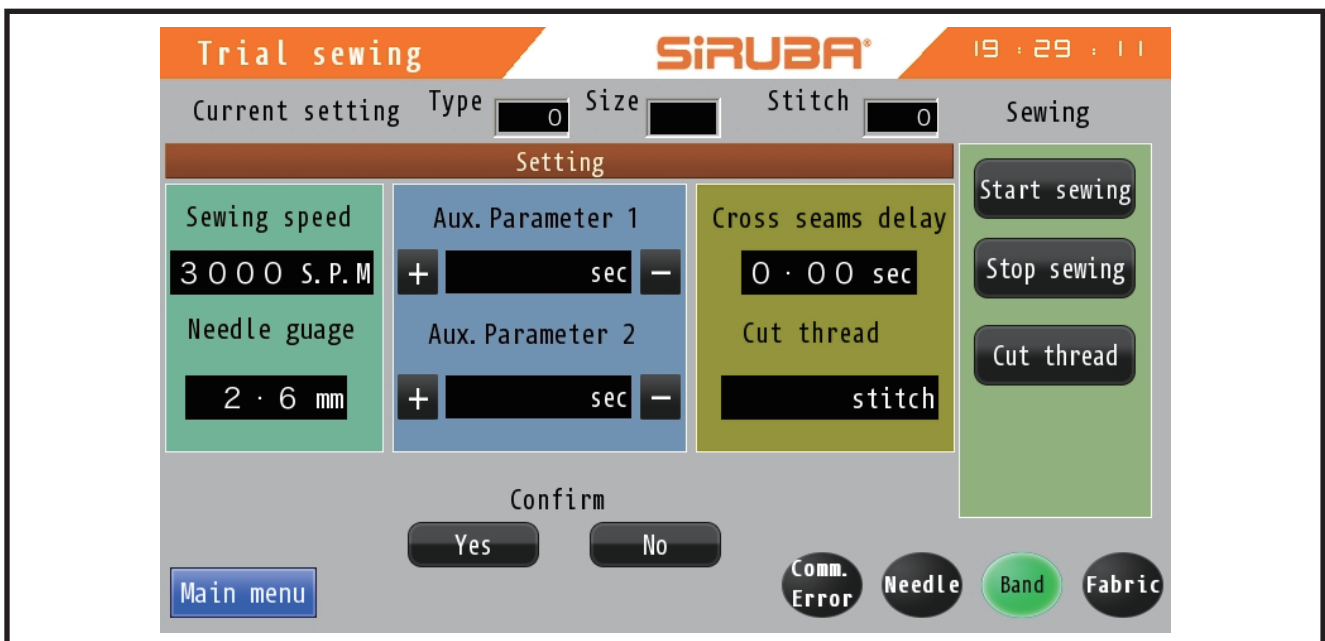 Trial sewing SiRUBA® 19 : 29 : 11
Current setting Type 0 Size Stitch 0 Sewing
Setting
Start sewing
Sewing speed Aux. Parameter 1 Cross seams delay
3000 S.P.M + sec − 0·00 sec
Stop sewing
Needle guage Aux. Parameter 2 Cut thread
Cut thread
2·6 mm + sec − stitch
Confirm
Yes No
Main menu Comm. Error Needle Band Fabric